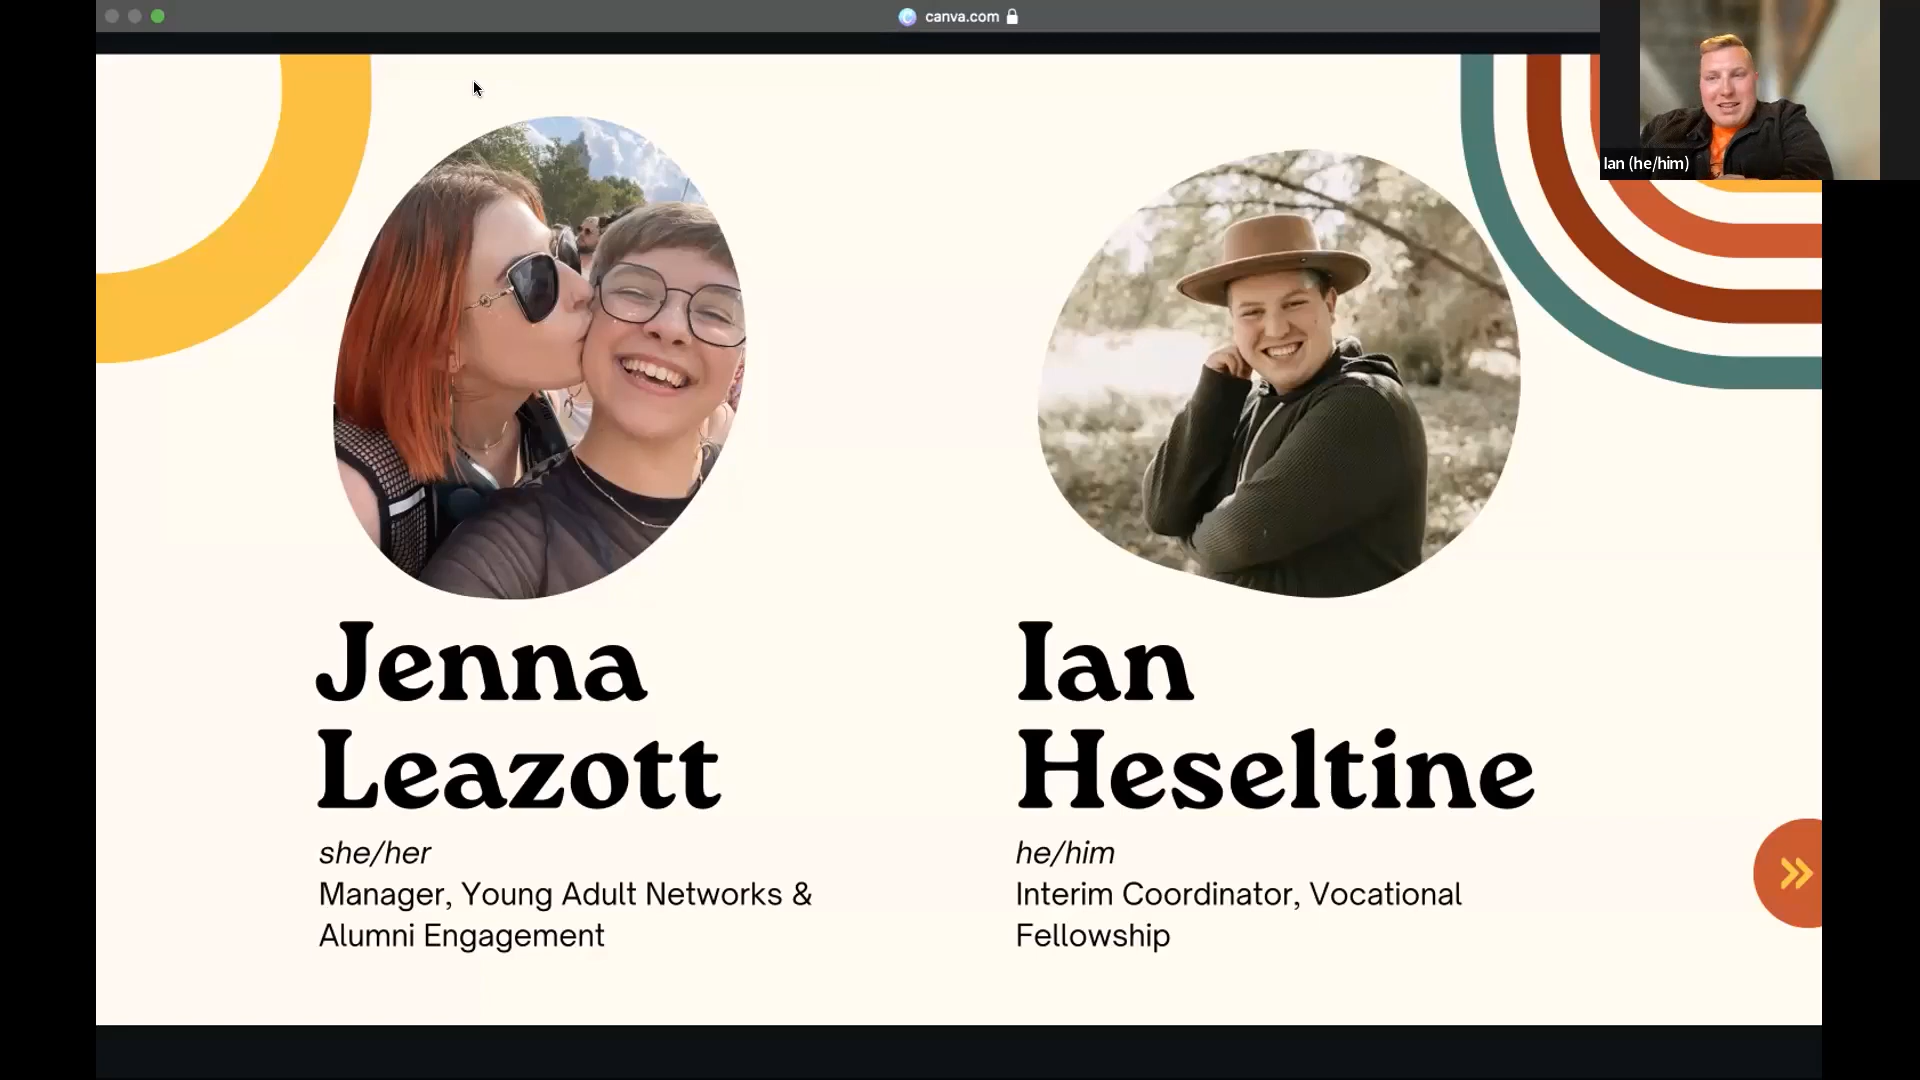 canva.com
Ian (he/him)
Jenna
Leazott
she/her
Manager, Young Adult Networks &
Alumni Engagement
Ian
Heseltine
he/him
Interim Coordinator, Vocational
Fellowship